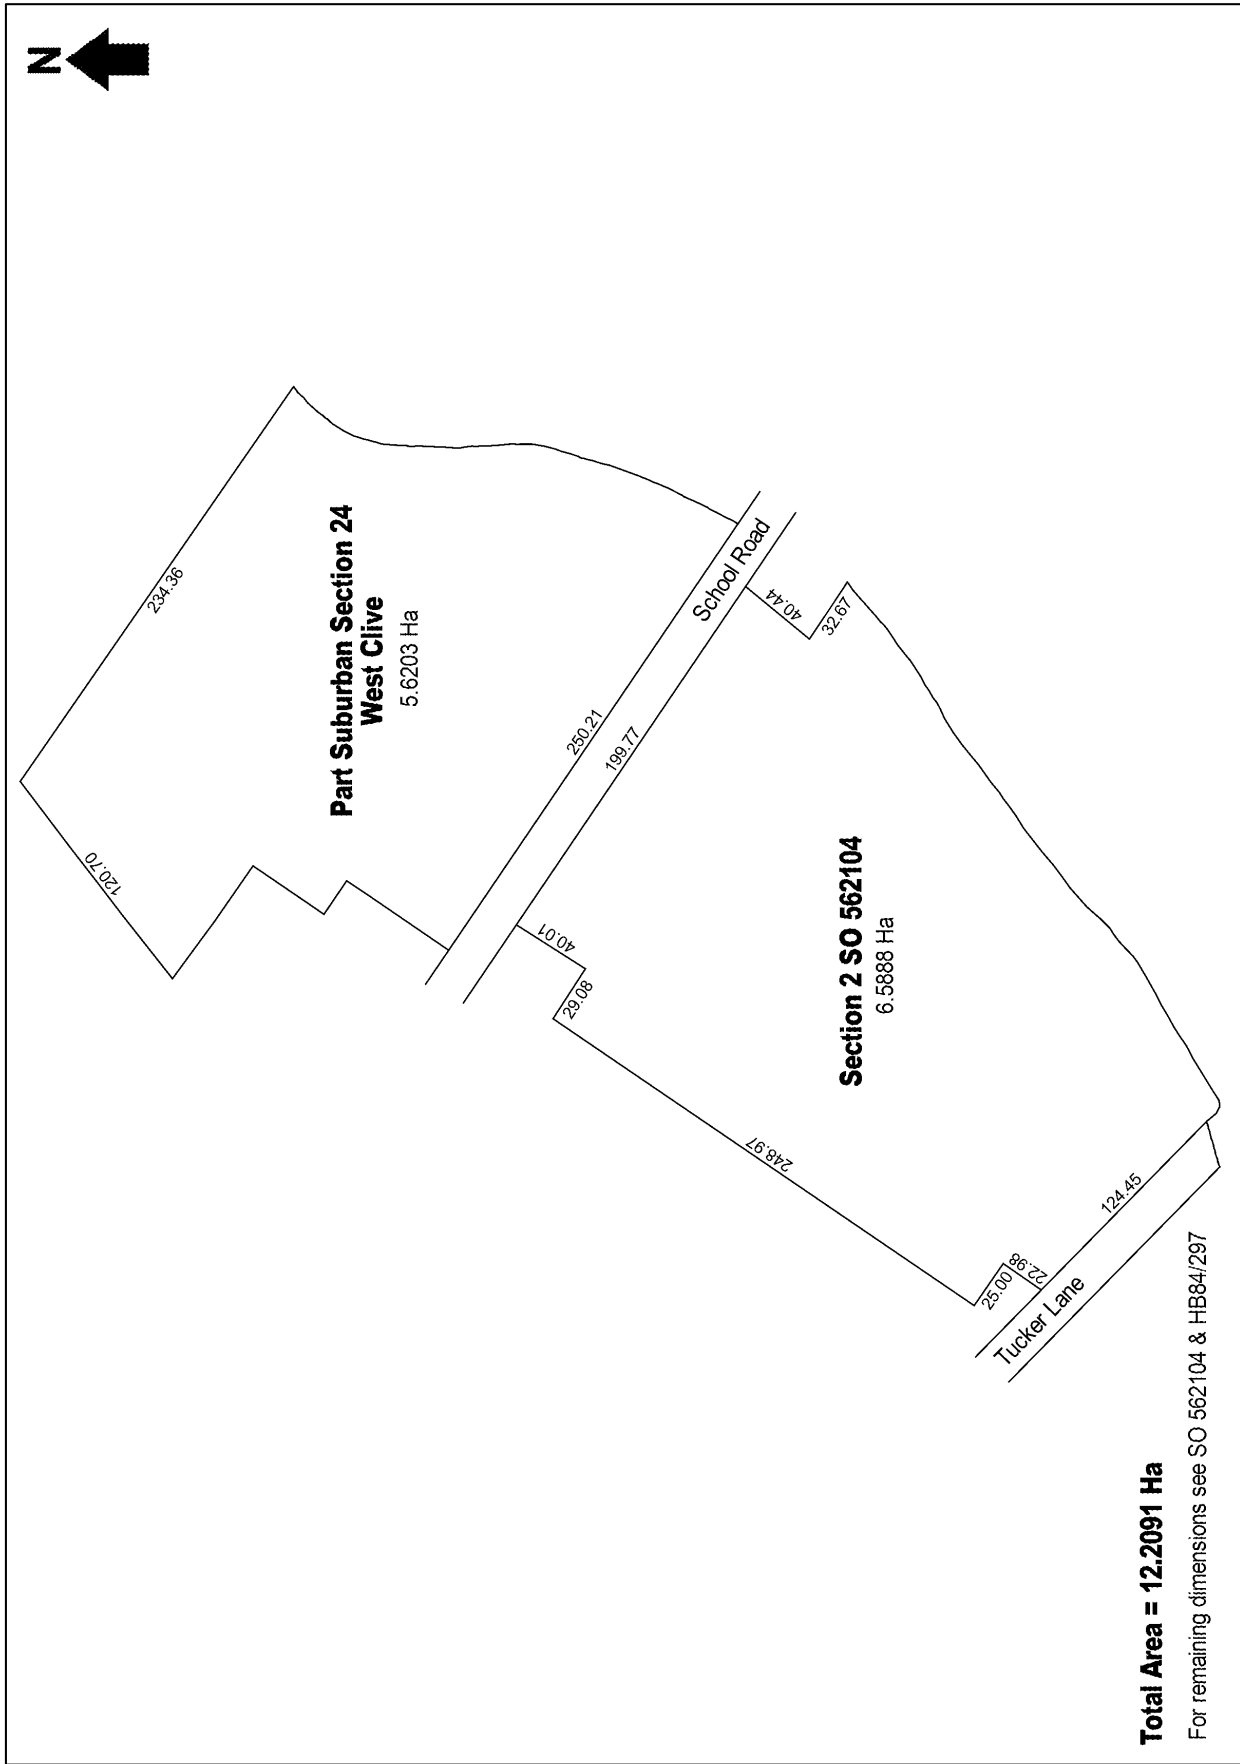 N
234.36
120.70
Part Suburban Section 24
West Clive
5.6203 Ha
250.21
199.77
School Road
40.44
32.67
40.01
29.08
Section 2 SO 562104
6.5888 Ha
248.97
25.00
22.98
124.45
Tucker Lane
Total Area = 12.2091 Ha
For remaining dimensions see SO 562104 & HB84/297